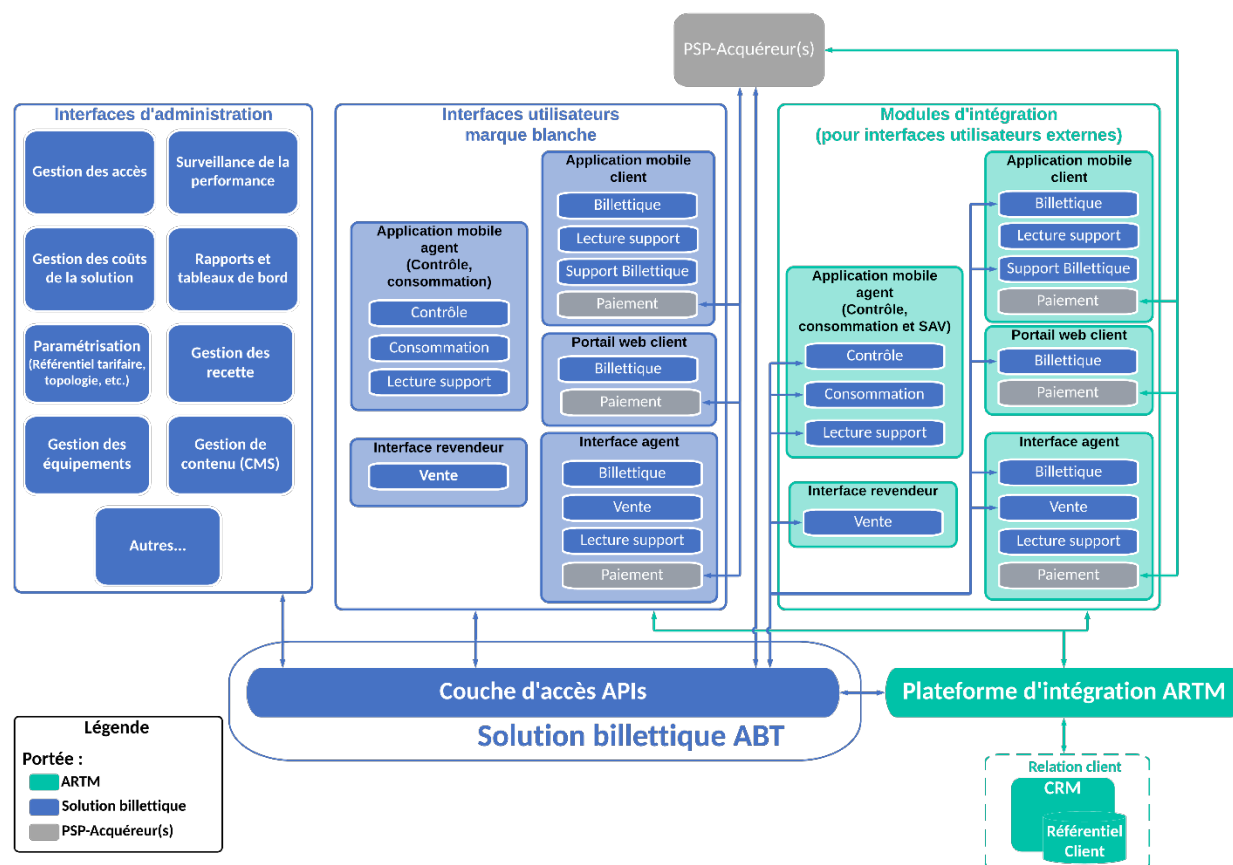 PSP-Acquéreur(s)
Interfaces d'administration
Gestion des accès
Surveillance de la
performance
Gestion des coûts
de la solution
Rapports et
tableaux de bord
Paramétrisation
(Référentiel tarifaire,
topologie, etc.)
Gestion des
recette
Gestion des
équipements
Gestion de
contenu (CMS)
Autres...
Interfaces utilisateurs
marque blanche
Application mobile
agent
(Contrôle,
consommation)
Contrôle
Consommation
Lecture support
Interface revendeur
Vente
Application mobile
client
Billettique
Lecture support
Support Billettique
Paiement
Portail web client
Billettique
Paiement
Interface agent
Billettique
Vente
Lecture support
Paiement
Modules d'intégration
(pour interfaces utilisateurs externes)
Application mobile
agent
(Contrôle,
consommation et SAV)
Contrôle
Consommation
Lecture support
Interface revendeur
Vente
Application mobile
client
Billettique
Lecture support
Support Billettique
Paiement
Portail web client
Billettique
Paiement
Interface agent
Billettique
Vente
Lecture support
Paiement
Couche d'accès APIs
Solution billettique ABT
Plateforme d'intégration ARTM
Relation client
CRM
Référentiel
Client
Légende
Portée :
ARTM
Solution billettique
PSP-Acquéreur(s)